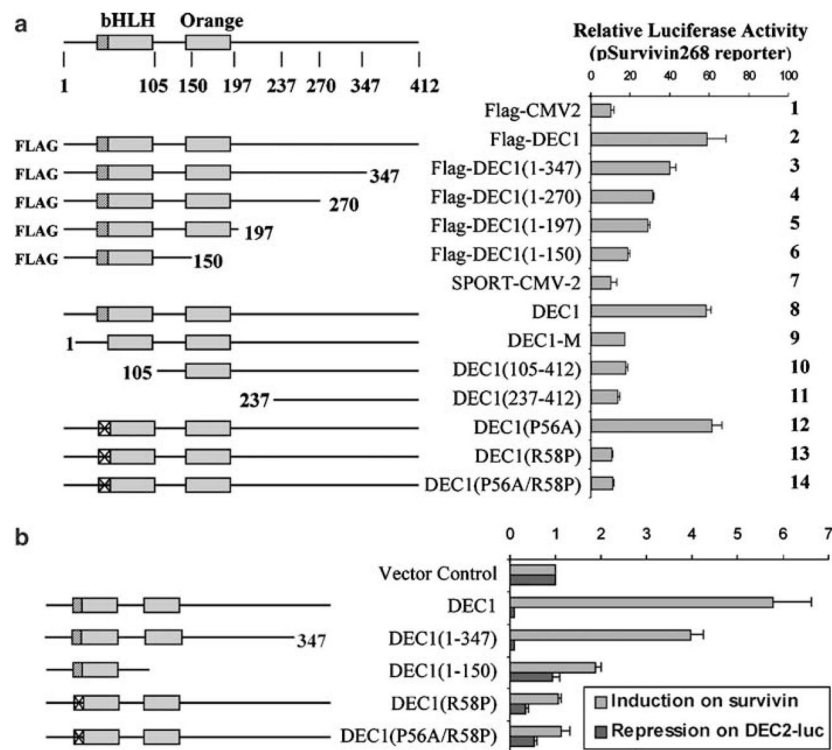 a
bHLH Orange
1 105 150 197 237 270 347 412
Relative Luciferase Activity
(pSurvivin268 reporter)
0 20 40 60 80 100
Flag-CMV2 1
FLAG Flag-DEC1 2
FLAG 347 Flag-DEC1(1-347) 3
FLAG 270 Flag-DEC1(1-270) 4
FLAG 197 Flag-DEC1(1-197) 5
FLAG 150 Flag-DEC1(1-150) 6
SPORT-CMV-2 7
DEC1 8
1 DEC1-M 9
105 DEC1(105-412) 10
237 DEC1(237-412) 11
DEC1(P56A) 12
DEC1(R58P) 13
DEC1(P56A/R58P) 14
b
0 1 2 3 4 5 6 7
Vector Control
DEC1
347 DEC1(1-347)
DEC1(1-150)
DEC1(R58P)
DEC1(P56A/R58P)
Induction on survivin
Repression on DEC2-luc